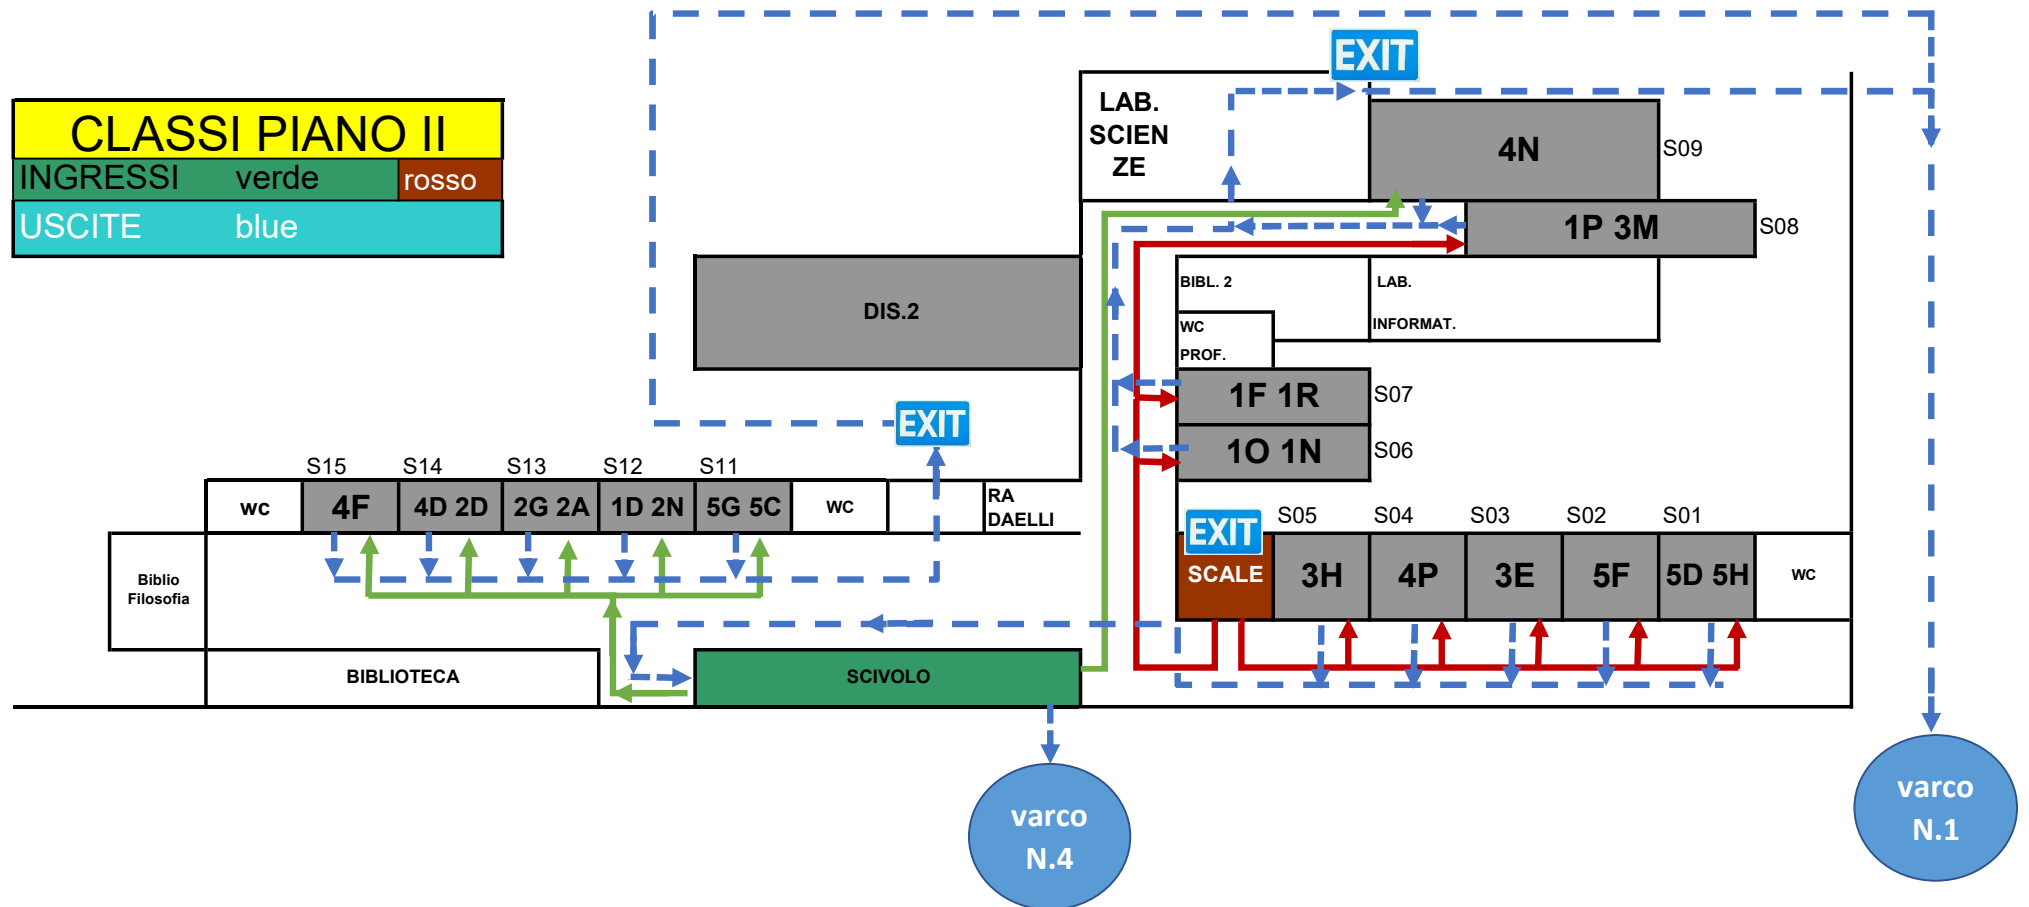 CLASSI PIANO II
INGRESSI verde rosso
USCITE blue
EXIT
LAB.
SCIEN
ZE
4N
S09
1P 3M
S08
DIS.2
BIBL. 2
LAB.
INFORMAT.
WC
PROF.
1F 1R
S07
1O 1N
S06
EXIT
S15 S14 S13 S12 S11
wc
4F
4D 2D
2G 2A
1D 2N
5G 5C
WC
RA
DAELLI
EXIT
S05 S04 S03 S02 S01
SCALE
3H
4P
3E
5F
5D 5H
WC
Biblio
Filosofia
BIBLIOTECA
SCIVOLO
varco
N.4
varco
N.1